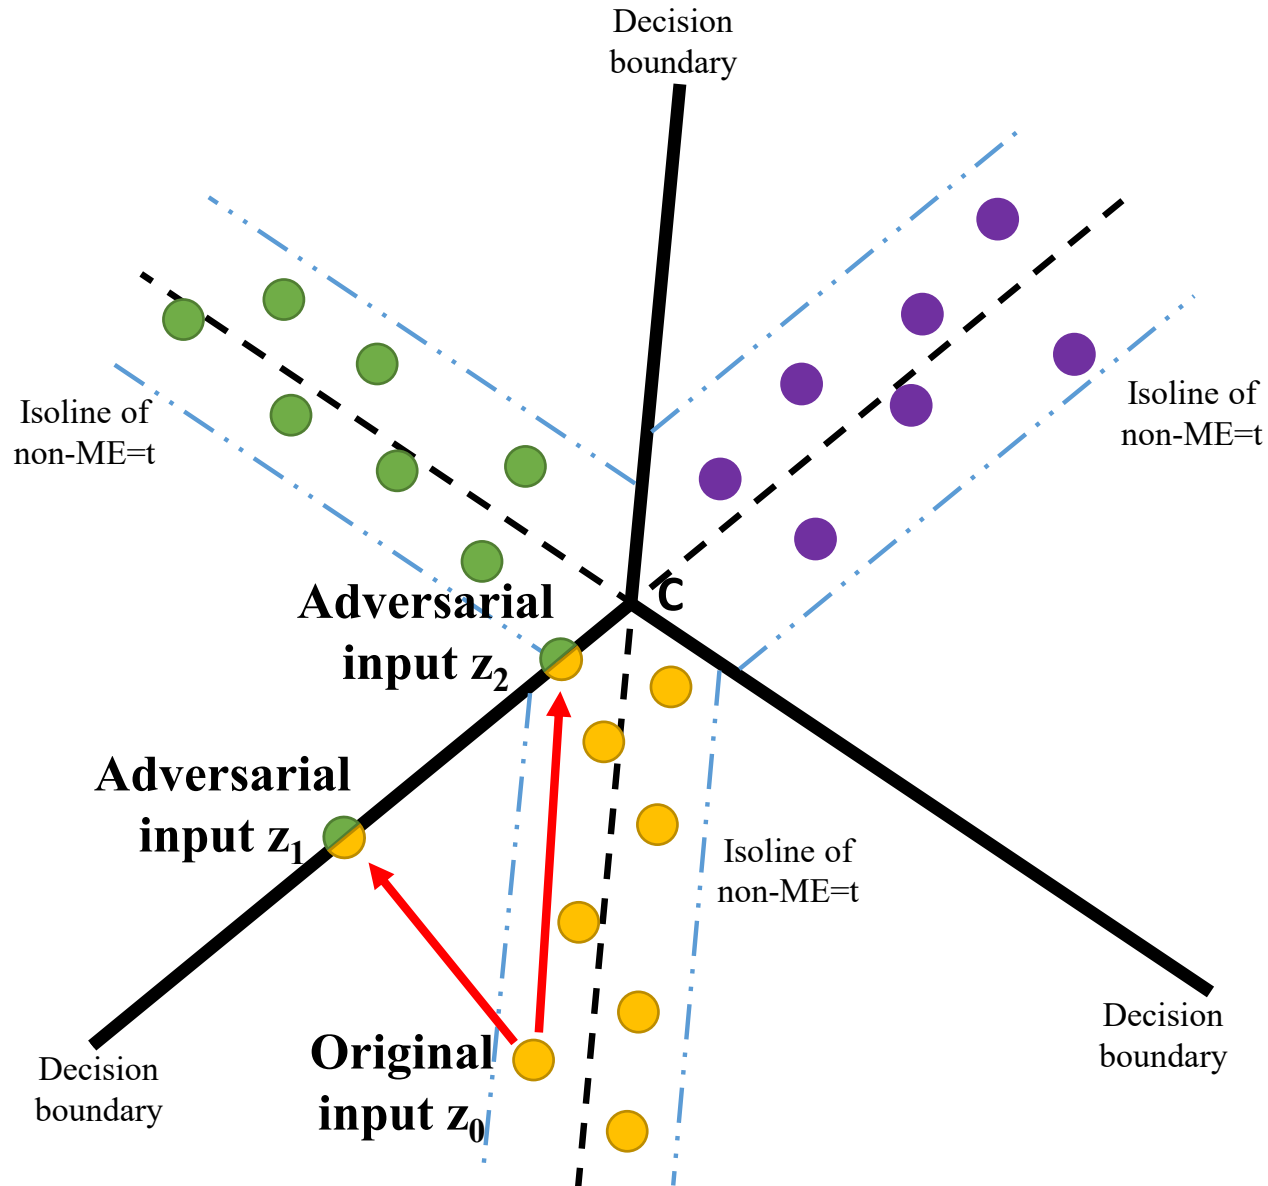 Decision
boundary
Isoline of
non-ME=t
Isoline of
non-ME=t
C
Adversarial
input z₂
Adversarial
input z₁
Isoline of
non-ME=t
Original
input z₀
Decision
boundary
Decision
boundary